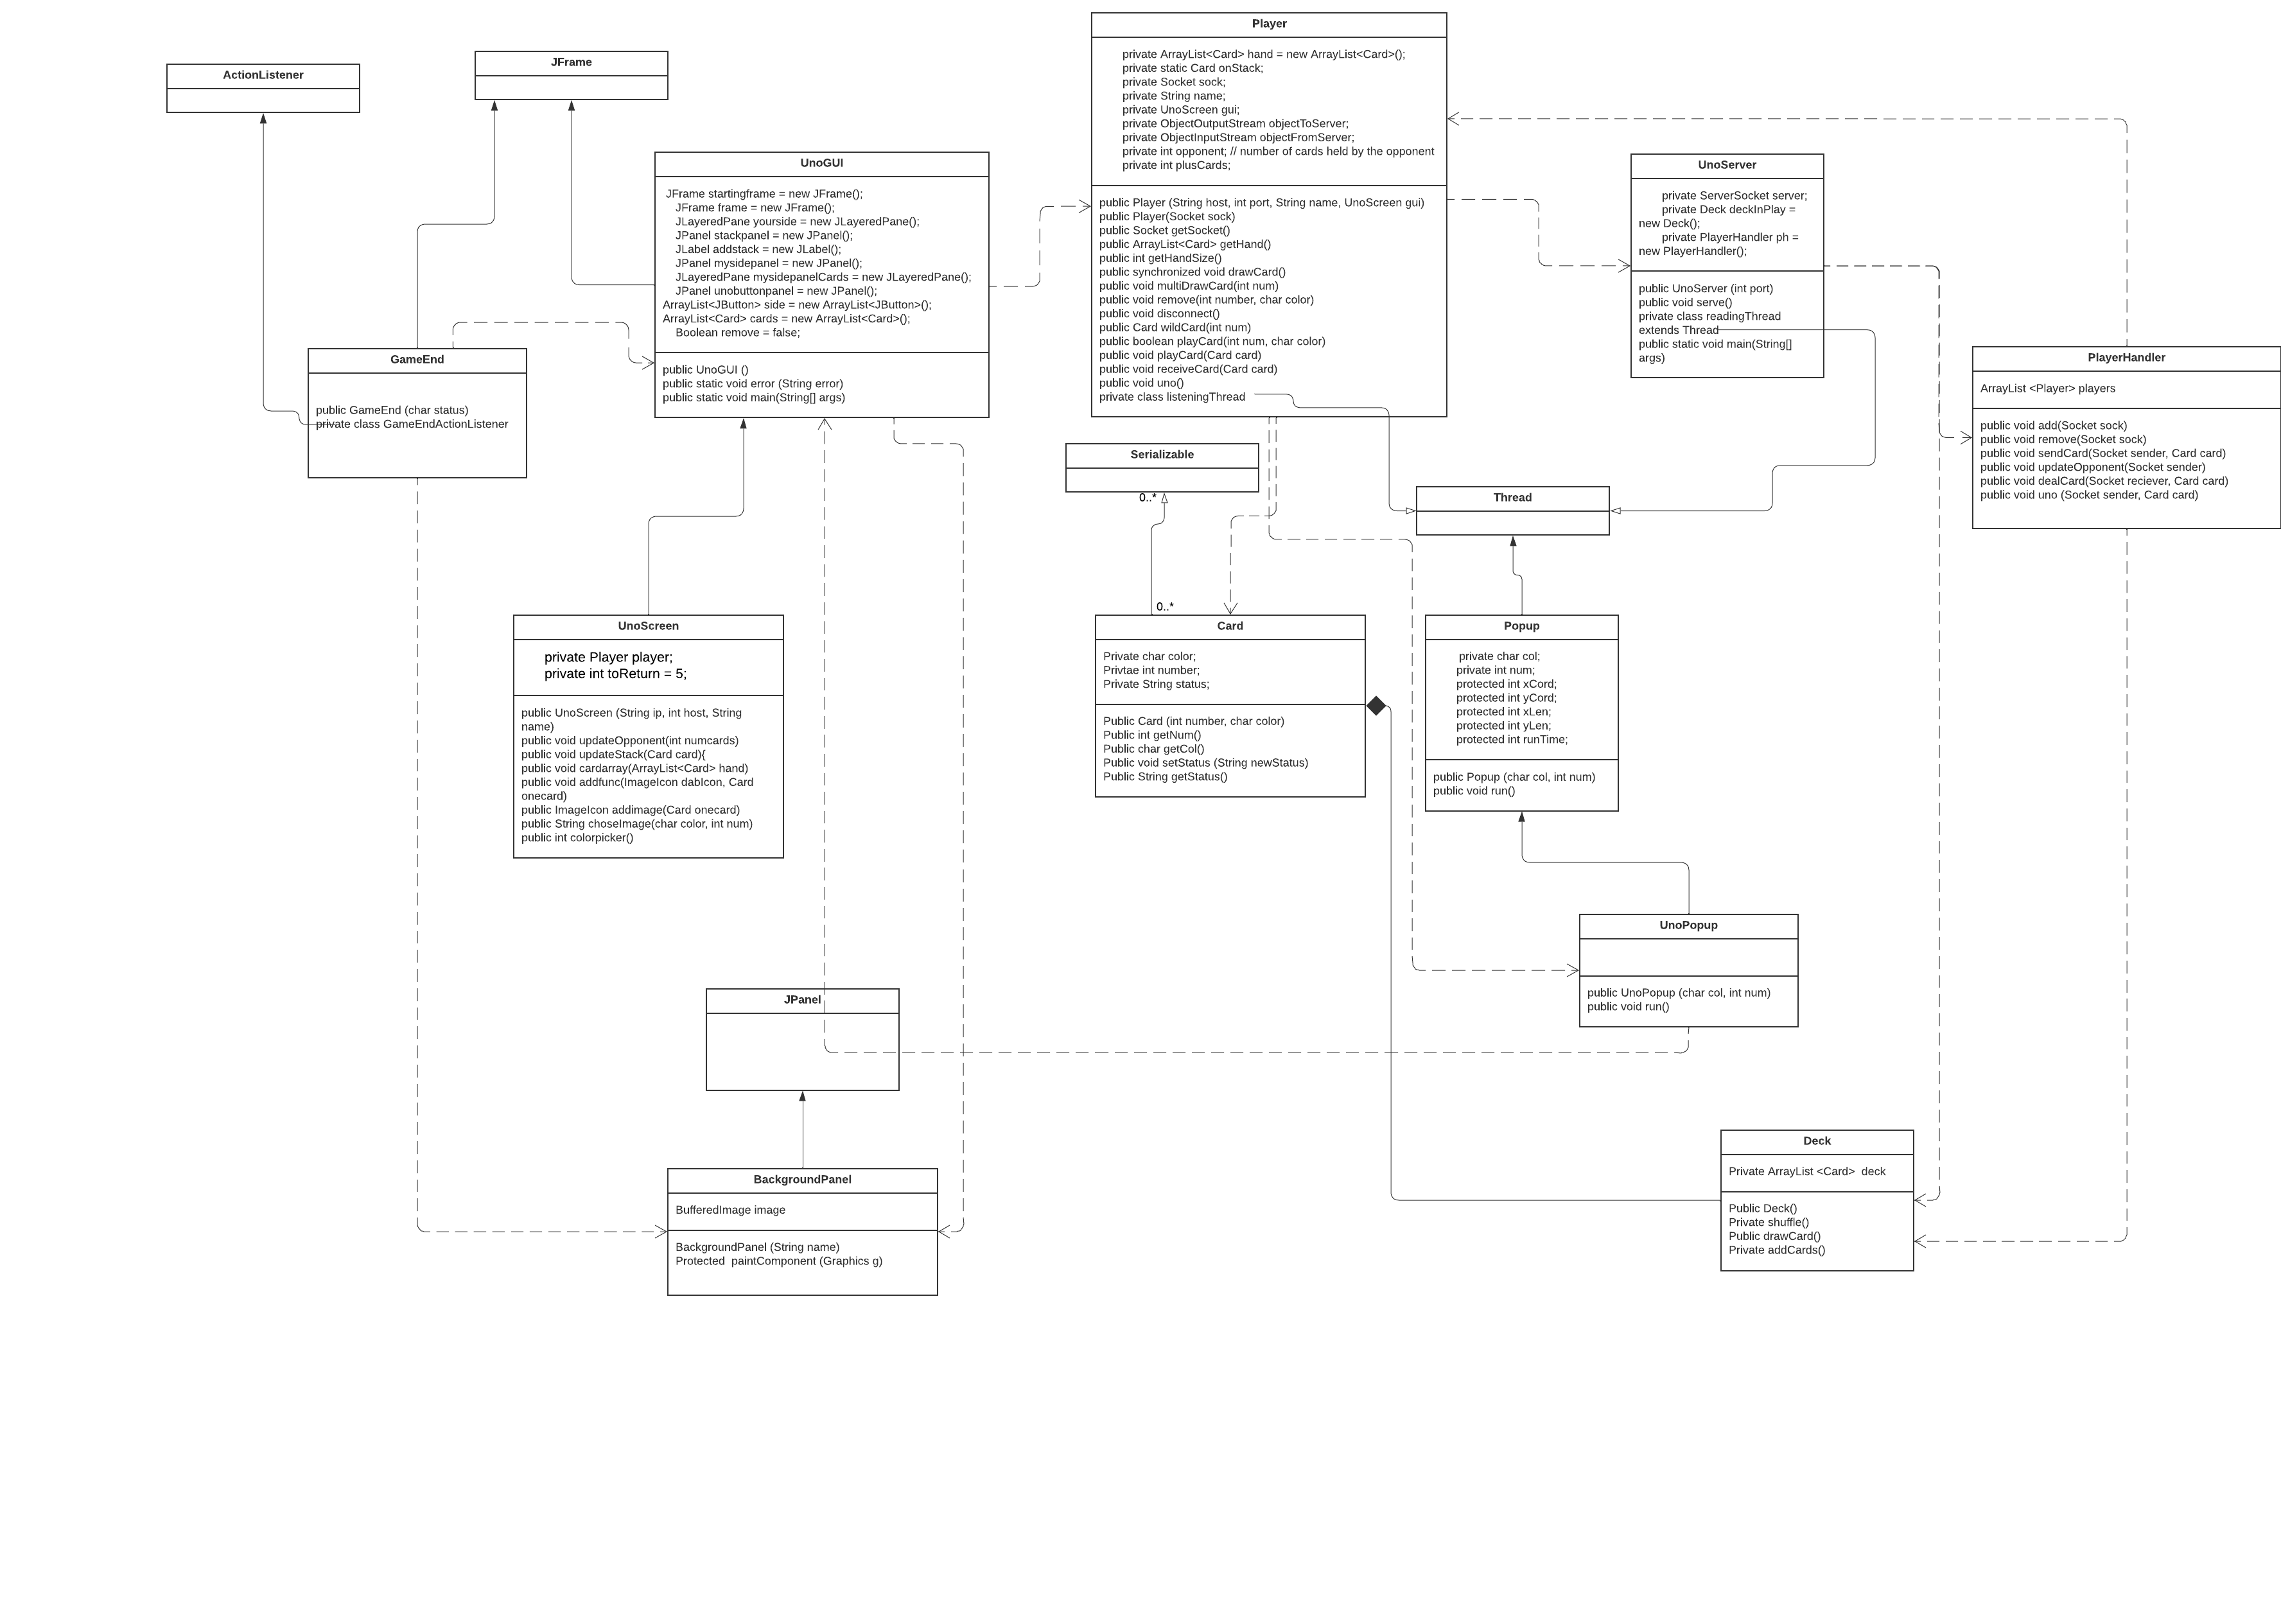 Player
private ArrayList<Card> hand = new ArrayList<Card>();
private static Card onStack;
private Socket sock;
private String name;
private UnoScreen gui;
private ObjectOutputStream objectToServer;
private ObjectInputStream objectFromServer;
private int opponent; // number of cards held by the opponent
private int plusCards;
public Player (String host, int port, String name, UnoScreen gui)
public Player(Socket sock)
public Socket getSocket()
public ArrayList<Card> getHand()
public int getHandSize()
public synchronized void drawCard()
public void multiDrawCard(int num)
public void remove(int number, char color)
public void disconnect()
public Card wildCard(int num)
public boolean playCard(int num, char color)
public void playCard(Card card)
public void receiveCard(Card card)
public void uno()
private class listeningThread
ActionListener
JFrame
UnoGUI
JFrame startingframe = new JFrame();
JFrame frame = new JFrame();
JLayeredPane yourside = new JLayeredPane();
JPanel stackpanel = new JPanel();
JLabel addstack = new JLabel();
JPanel mysidepanel = new JPanel();
JLayeredPane mysidepanelCards = new JLayeredPane();
JPanel unobuttonpanel = new JPanel();
ArrayList<JButton> side = new ArrayList<JButton>();
ArrayList<Card> cards = new ArrayList<Card>();
Boolean remove = false;
public UnoGUI ()
public static void error (String error)
public static void main(String[] args)
UnoServer
private ServerSocket server;
private Deck deckInPlay =
new Deck();
private PlayerHandler ph =
new PlayerHandler();
public UnoServer (int port)
public void serve()
private class readingThread
extends Thread
public static void main(String[]
args)
GameEnd
public GameEnd (char status)
private class GameEndActionListener
PlayerHandler
ArrayList <Player> players
public void add(Socket sock)
public void remove(Socket sock)
public void sendCard(Socket sender, Card card)
public void updateOpponent(Socket sender)
public void dealCard(Socket reciever, Card card)
public void uno (Socket sender, Card card)
Serializable
0..*
Thread
0..*
UnoScreen
private Player player;
private int toReturn = 5;
public UnoScreen (String ip, int host, String
name)
public void updateOpponent(int numcards)
public void updateStack(Card card){
public void cardarray(ArrayList<Card> hand)
public void addfunc(ImageIcon dabIcon, Card
onecard)
public ImageIcon addimage(Card onecard)
public String choseImage(char color, int num)
public int colorpicker()
Card
Private char color;
Privtae int number;
Private String status;
Public Card (int number, char color)
Public int getNum()
Public char getCol()
Public void setStatus (String newStatus)
Public String getStatus()
Popup
private char col;
private int num;
protected int xCord;
protected int yCord;
protected int xLen;
protected int yLen;
protected int runTime;
public Popup (char col, int num)
public void run()
UnoPopup
public UnoPopup (char col, int num)
public void run()
JPanel
BackgroundPanel
BufferedImage image
BackgroundPanel (String name)
Protected  paintComponent (Graphics g)
Deck
Private ArrayList <Card>  deck
Public Deck()
Private shuffle()
Public drawCard()
Private addCards()